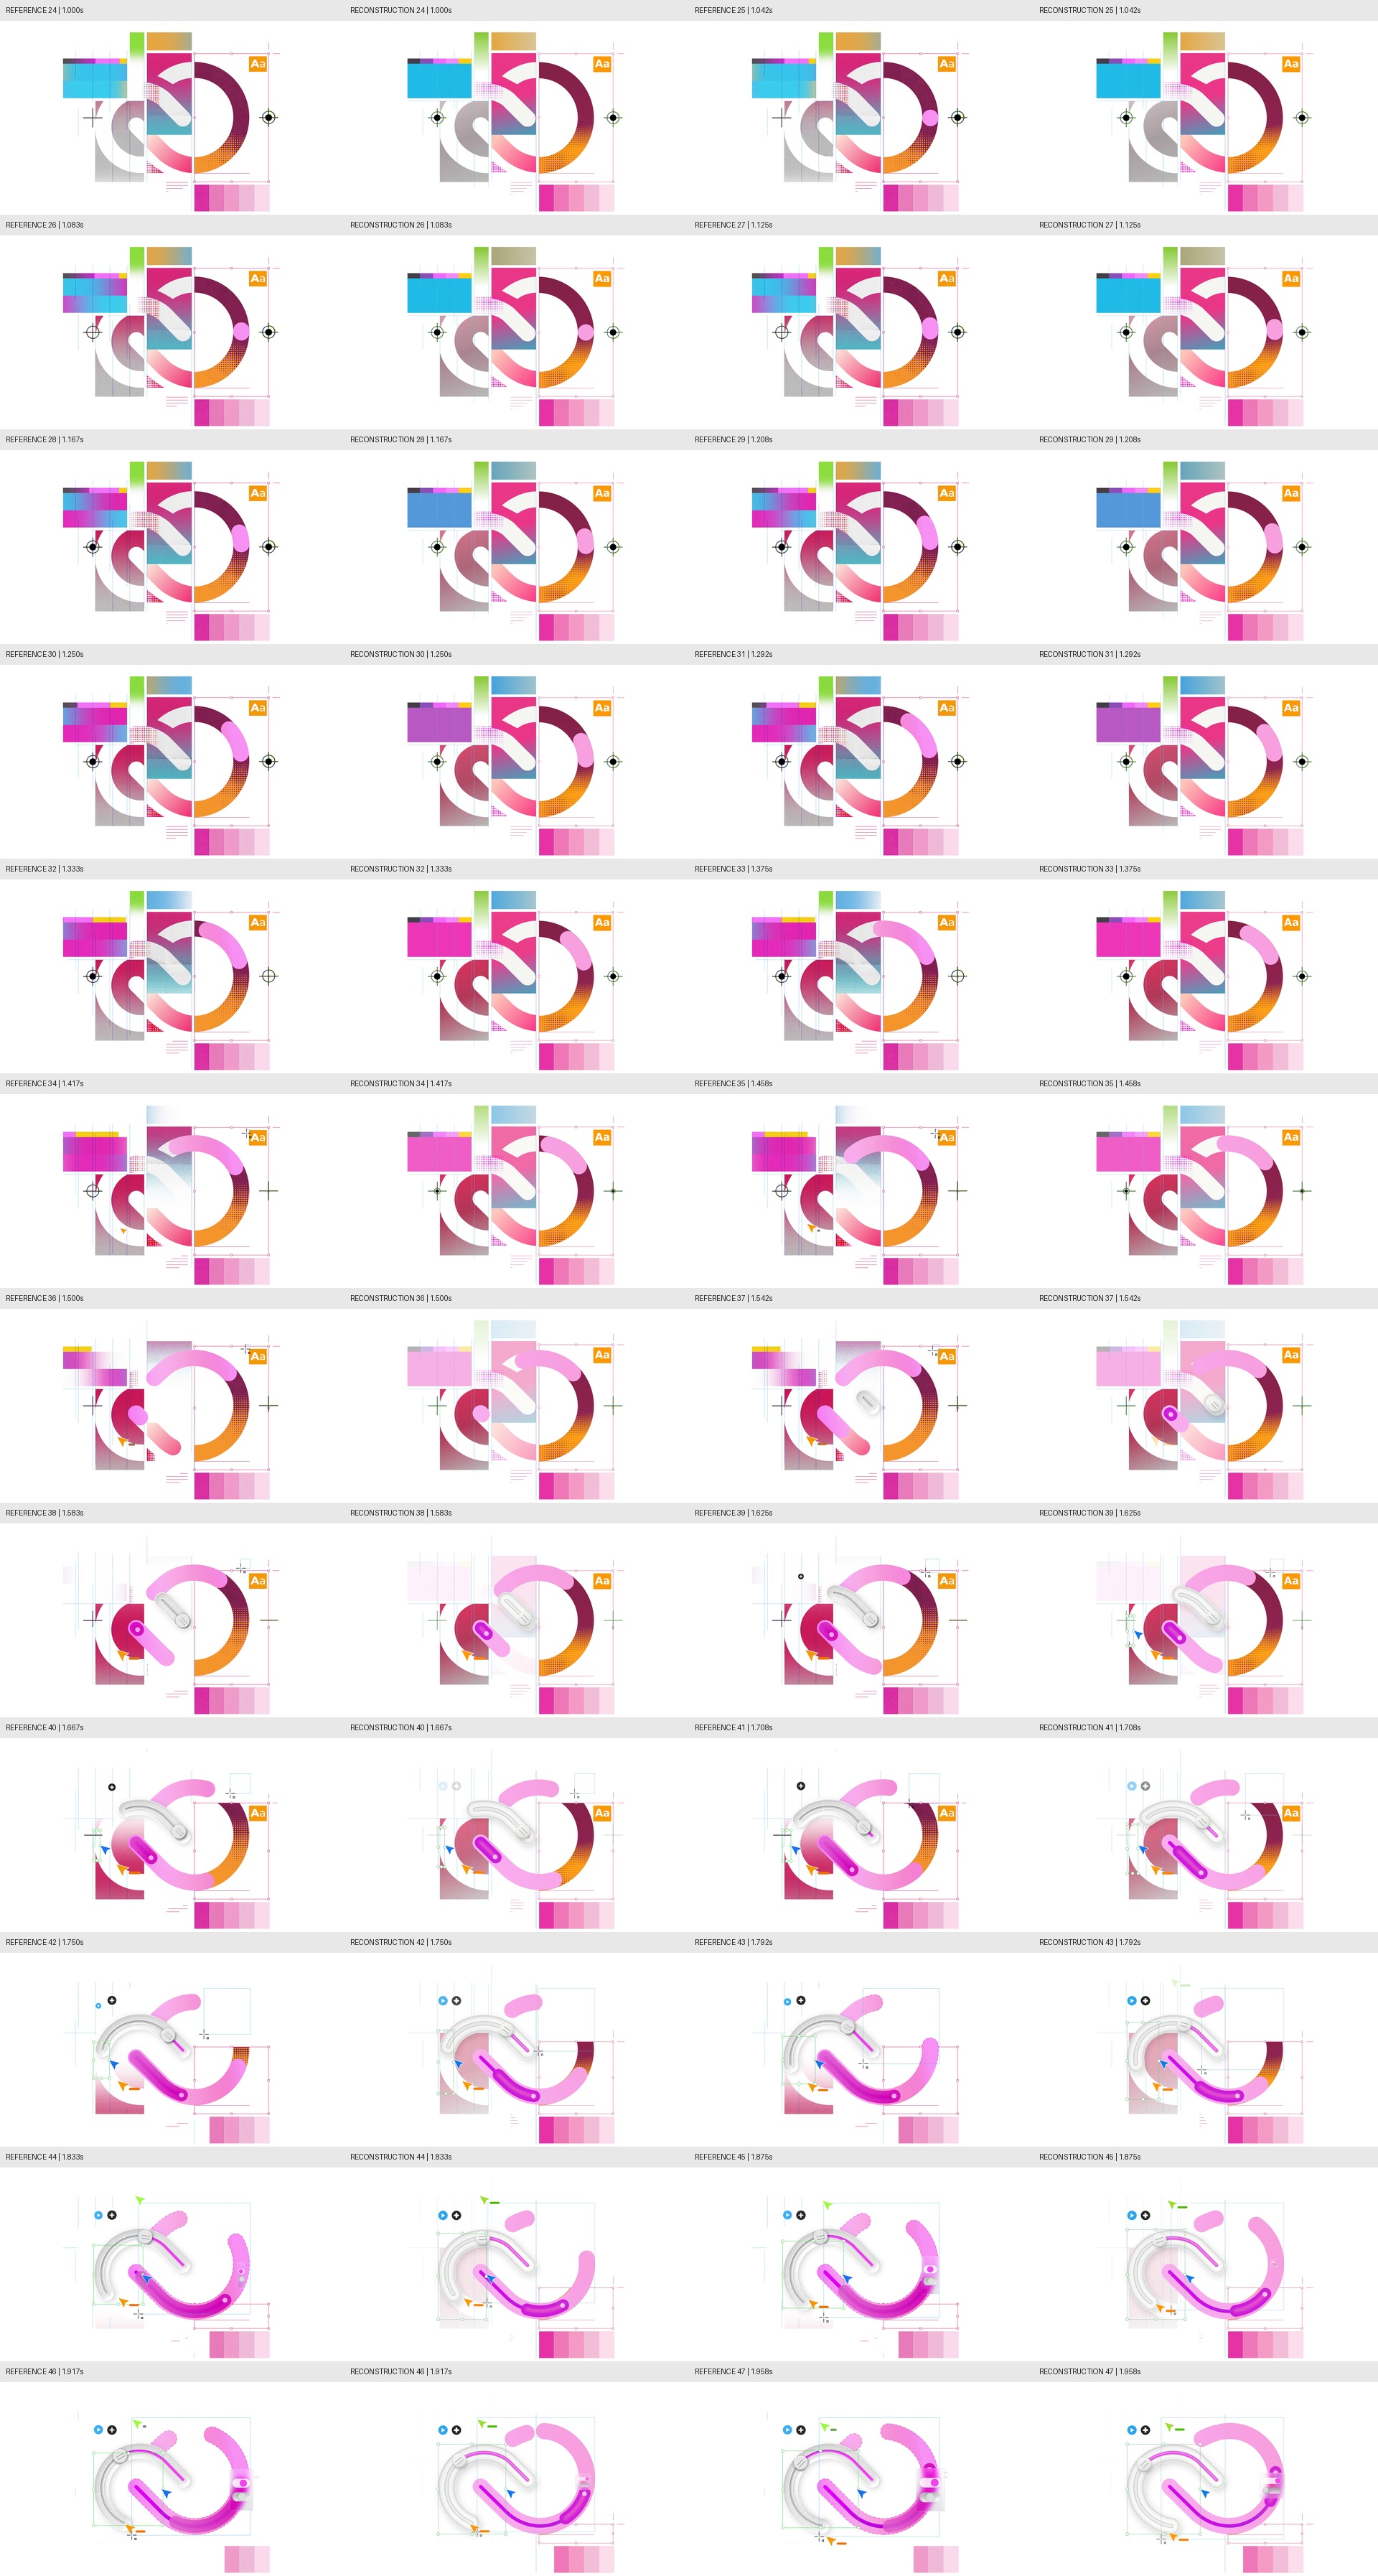 REFERENCE 24 | 1.000s RECONSTRUCTION 24 | 1.000s REFERENCE 25 | 1.042s RECONSTRUCTION 25 | 1.042s
Aa Aa Aa Aa
REFERENCE 26 | 1.083s RECONSTRUCTION 26 | 1.083s REFERENCE 27 | 1.125s RECONSTRUCTION 27 | 1.125s
Aa Aa Aa Aa
REFERENCE 28 | 1.167s RECONSTRUCTION 28 | 1.167s REFERENCE 29 | 1.208s RECONSTRUCTION 29 | 1.208s
Aa Aa Aa Aa
REFERENCE 30 | 1.250s RECONSTRUCTION 30 | 1.250s REFERENCE 31 | 1.292s RECONSTRUCTION 31 | 1.292s
Aa Aa Aa Aa
REFERENCE 32 | 1.333s RECONSTRUCTION 32 | 1.333s REFERENCE 33 | 1.375s RECONSTRUCTION 33 | 1.375s
Aa Aa Aa Aa
REFERENCE 34 | 1.417s RECONSTRUCTION 34 | 1.417s REFERENCE 35 | 1.458s RECONSTRUCTION 35 | 1.458s
Aa Aa Aa Aa
REFERENCE 36 | 1.500s RECONSTRUCTION 36 | 1.500s REFERENCE 37 | 1.542s RECONSTRUCTION 37 | 1.542s
Aa Aa Aa Aa
REFERENCE 38 | 1.583s RECONSTRUCTION 38 | 1.583s REFERENCE 39 | 1.625s RECONSTRUCTION 39 | 1.625s
Aa Aa Aa Aa
REFERENCE 40 | 1.667s RECONSTRUCTION 40 | 1.667s REFERENCE 41 | 1.708s RECONSTRUCTION 41 | 1.708s
Aa Aa Aa Aa
REFERENCE 42 | 1.750s RECONSTRUCTION 42 | 1.750s REFERENCE 43 | 1.792s RECONSTRUCTION 43 | 1.792s
REFERENCE 44 | 1.833s RECONSTRUCTION 44 | 1.833s REFERENCE 45 | 1.875s RECONSTRUCTION 45 | 1.875s
REFERENCE 46 | 1.917s RECONSTRUCTION 46 | 1.917s REFERENCE 47 | 1.958s RECONSTRUCTION 47 | 1.958s